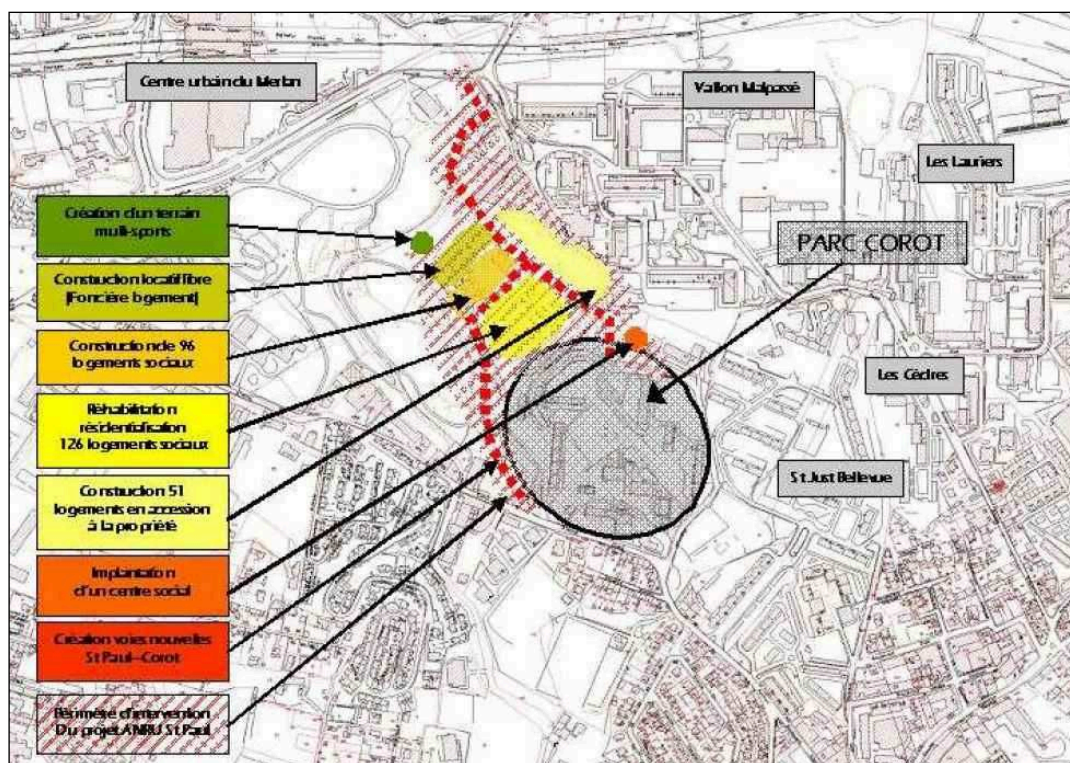 Centre urbain du Merlan
Vallon Malpassé
Les Lauriers
PARC COROT
Les Cèdres
St Just Bellevue
Création d'un terrain
multi-sports
Construction locatif libre
(Foncière logement)
Construction de 96
logements sociaux
Réhabilitation
résidentialisation
126 logements sociaux
Construction 51
logements en accession
à la propriété
Implantation
d'un centre social
Création voies nouvelles
St Paul-Corot
Périmètre d'intervention
Du projet ANRU St Paul